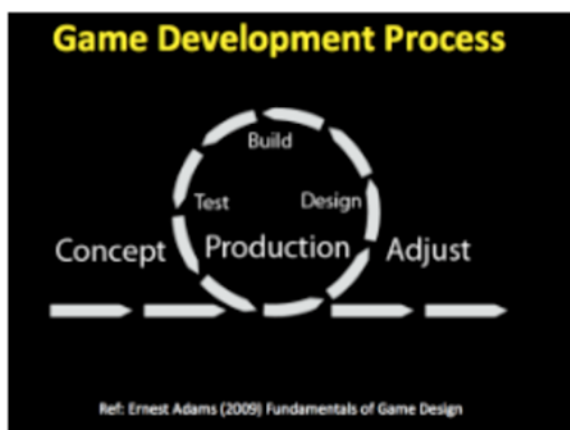 Game Development Process
Build
Test
Design
Concept
Production
Adjust
Ref: Ernest Adams (2009) Fundamentals of Game Design